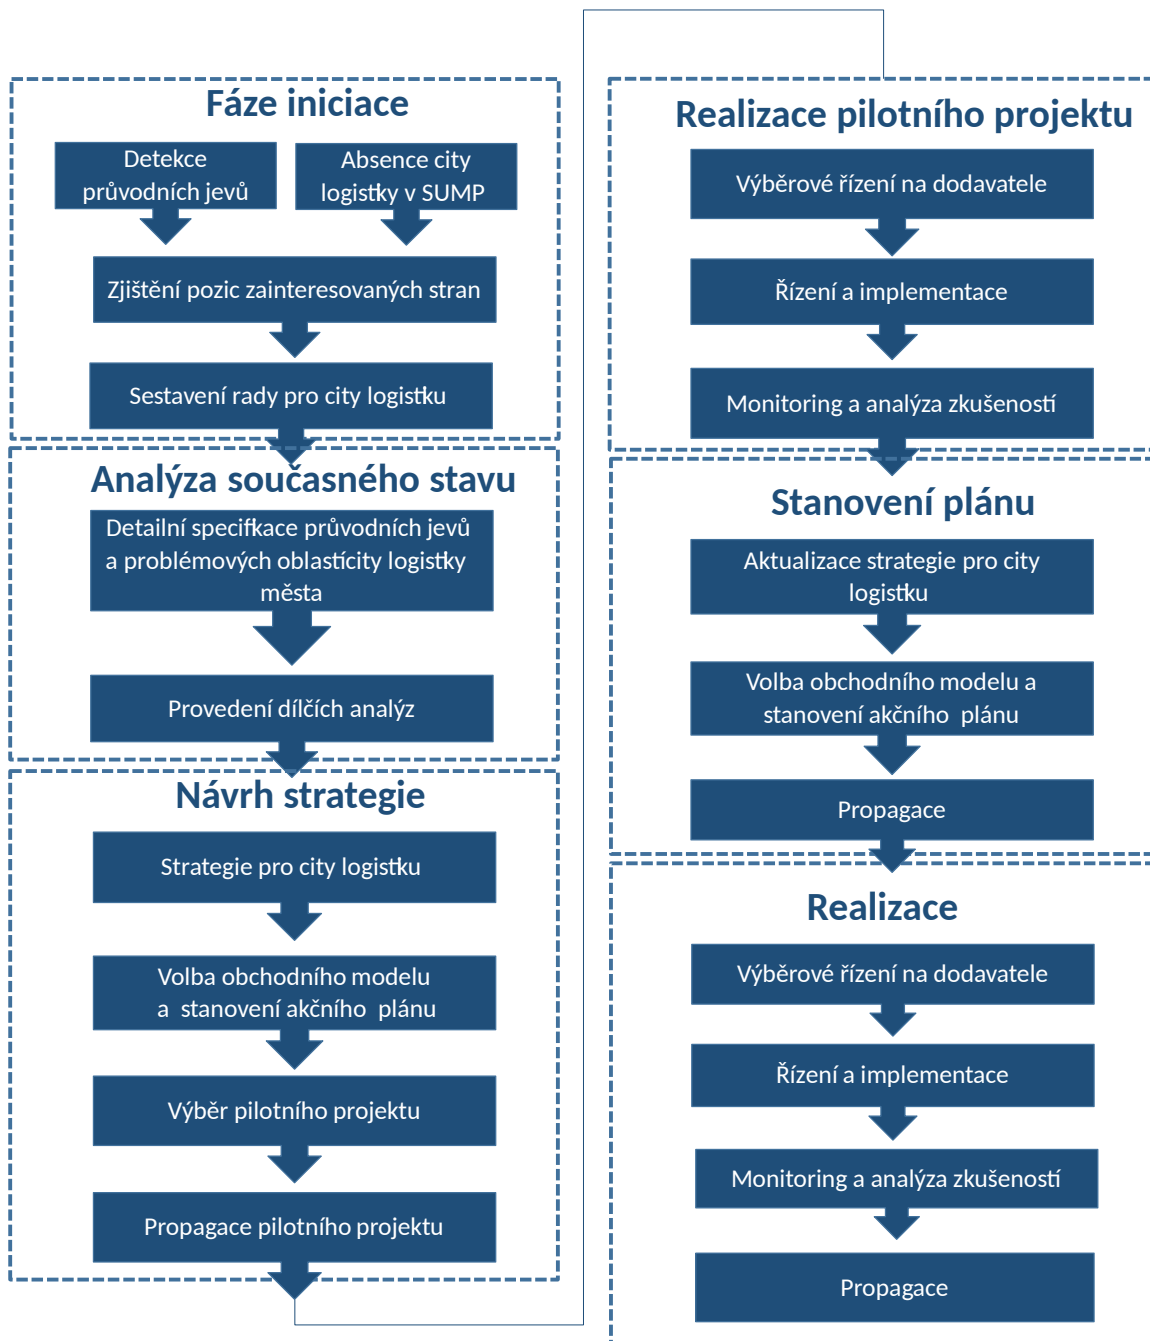 Fáze iniciace
Detekce
průvodních jevů
Absence city
logistky v SUMP
Zjištění pozic zainteresovaných stran
Sestavení rady pro city logistku
Analýza současného stavu
Detailní specifkace průvodních jevů
a problémových oblastícity logistky
města
Provedení dílčích analýz
Návrh strategie
Strategie pro city logistku
Volba obchodního modelu
a stanovení akčního plánu
Výběr pilotního projektu
Propagace pilotního projektu
Realizace pilotního projektu
Výběrové řízení na dodavatele
Řízení a implementace
Monitoring a analýza zkušeností
Stanovení plánu
Aktualizace strategie pro city
logistku
Volba obchodního modelu a
stanovení akčního plánu
Propagace
Realizace
Výběrové řízení na dodavatele
Řízení a implementace
Monitoring a analýza zkušeností
Propagace